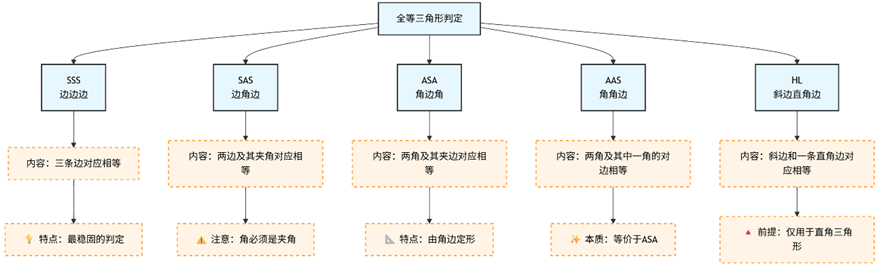 全等三角形判定
SSS
边边边
SAS
边角边
ASA
角边角
AAS
角角边
HL
斜边直角边
内容：三条边对应相等
内容：两边及其夹角对应相
等
内容：两角及其夹边对应相
等
内容：两角及其中一角的对
边相等
内容：斜边和一条直角边对
应相等
💡 特点：最稳固的判定
⚠️ 注意：角必须是夹角
📐 特点：由角边定形
✨ 本质：等价于ASA
🔺 前提：仅用于直角三角
形